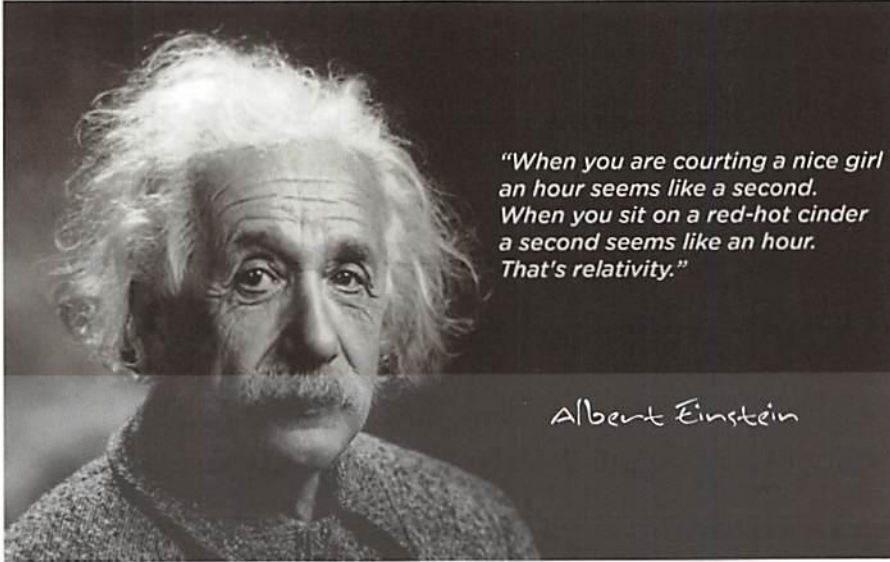 “When you are courting a nice girl
an hour seems like a second.
When you sit on a red-hot cinder
a second seems like an hour.
That's relativity.”
Albert Einstein